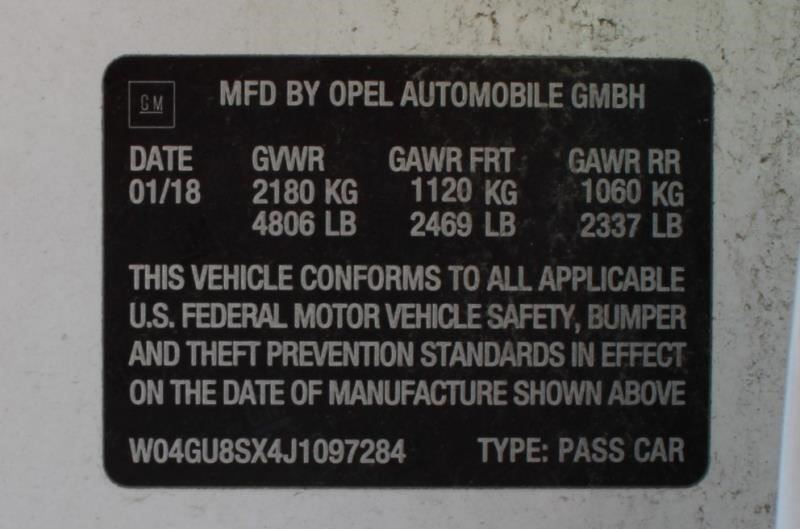 GM
MFD BY OPEL AUTOMOBILE GMBH
DATE GVWR GAWR FRT GAWR RR
01/18 2180 KG 1120 KG 1060 KG
4806 LB 2469 LB 2337 LB
THIS VEHICLE CONFORMS TO ALL APPLICABLE
U.S. FEDERAL MOTOR VEHICLE SAFETY, BUMPER
AND THEFT PREVENTION STANDARDS IN EFFECT
ON THE DATE OF MANUFACTURE SHOWN ABOVE
W04GU8SX4J1097284 TYPE: PASS CAR